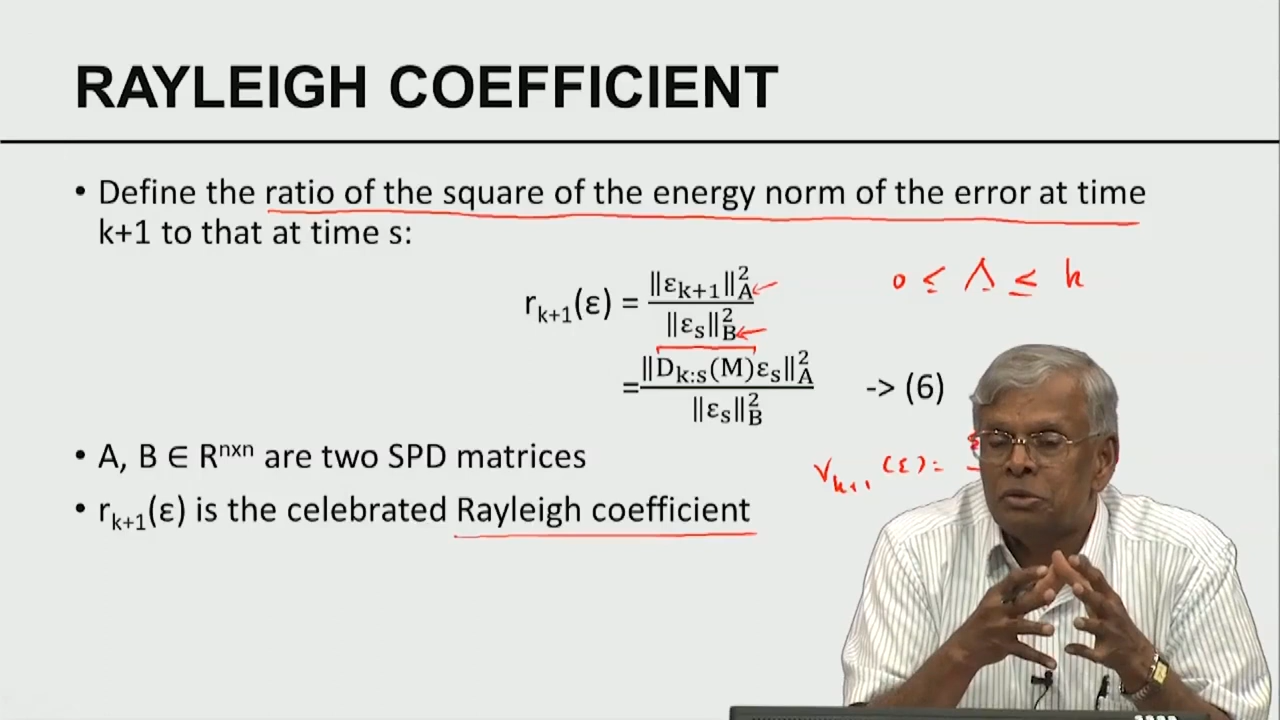 RAYLEIGH COEFFICIENT
• Define the ratio of the square of the energy norm of the error at time
k+1 to that at time s:
r_{k+1}(ε) = ‖ε_{k+1}‖²_A / ‖ε_s‖²_B
0 ≤ s ≤ k
= ‖D_{k:s}(M)ε_s‖²_A / ‖ε_s‖²_B -> (6)
• A, B ∈ R^{nxn} are two SPD matrices
r_{k+1}(ε) =
• r_{k+1}(ε) is the celebrated Rayleigh coefficient